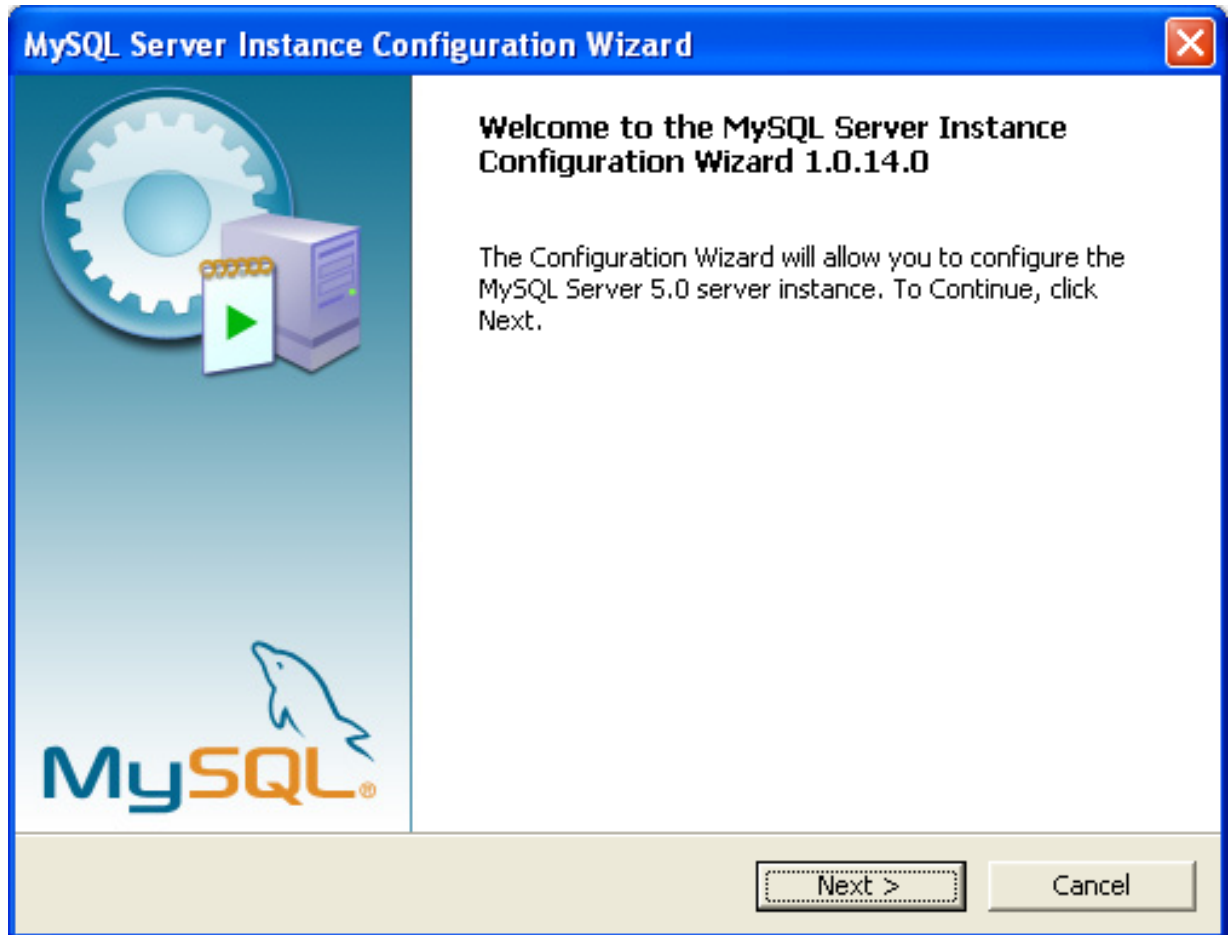 MySQL Server Instance Configuration Wizard
Welcome to the MySQL Server Instance
Configuration Wizard 1.0.14.0
The Configuration Wizard will allow you to configure the
MySQL Server 5.0 server instance. To Continue, click
Next.
MySQL®
Next >
Cancel